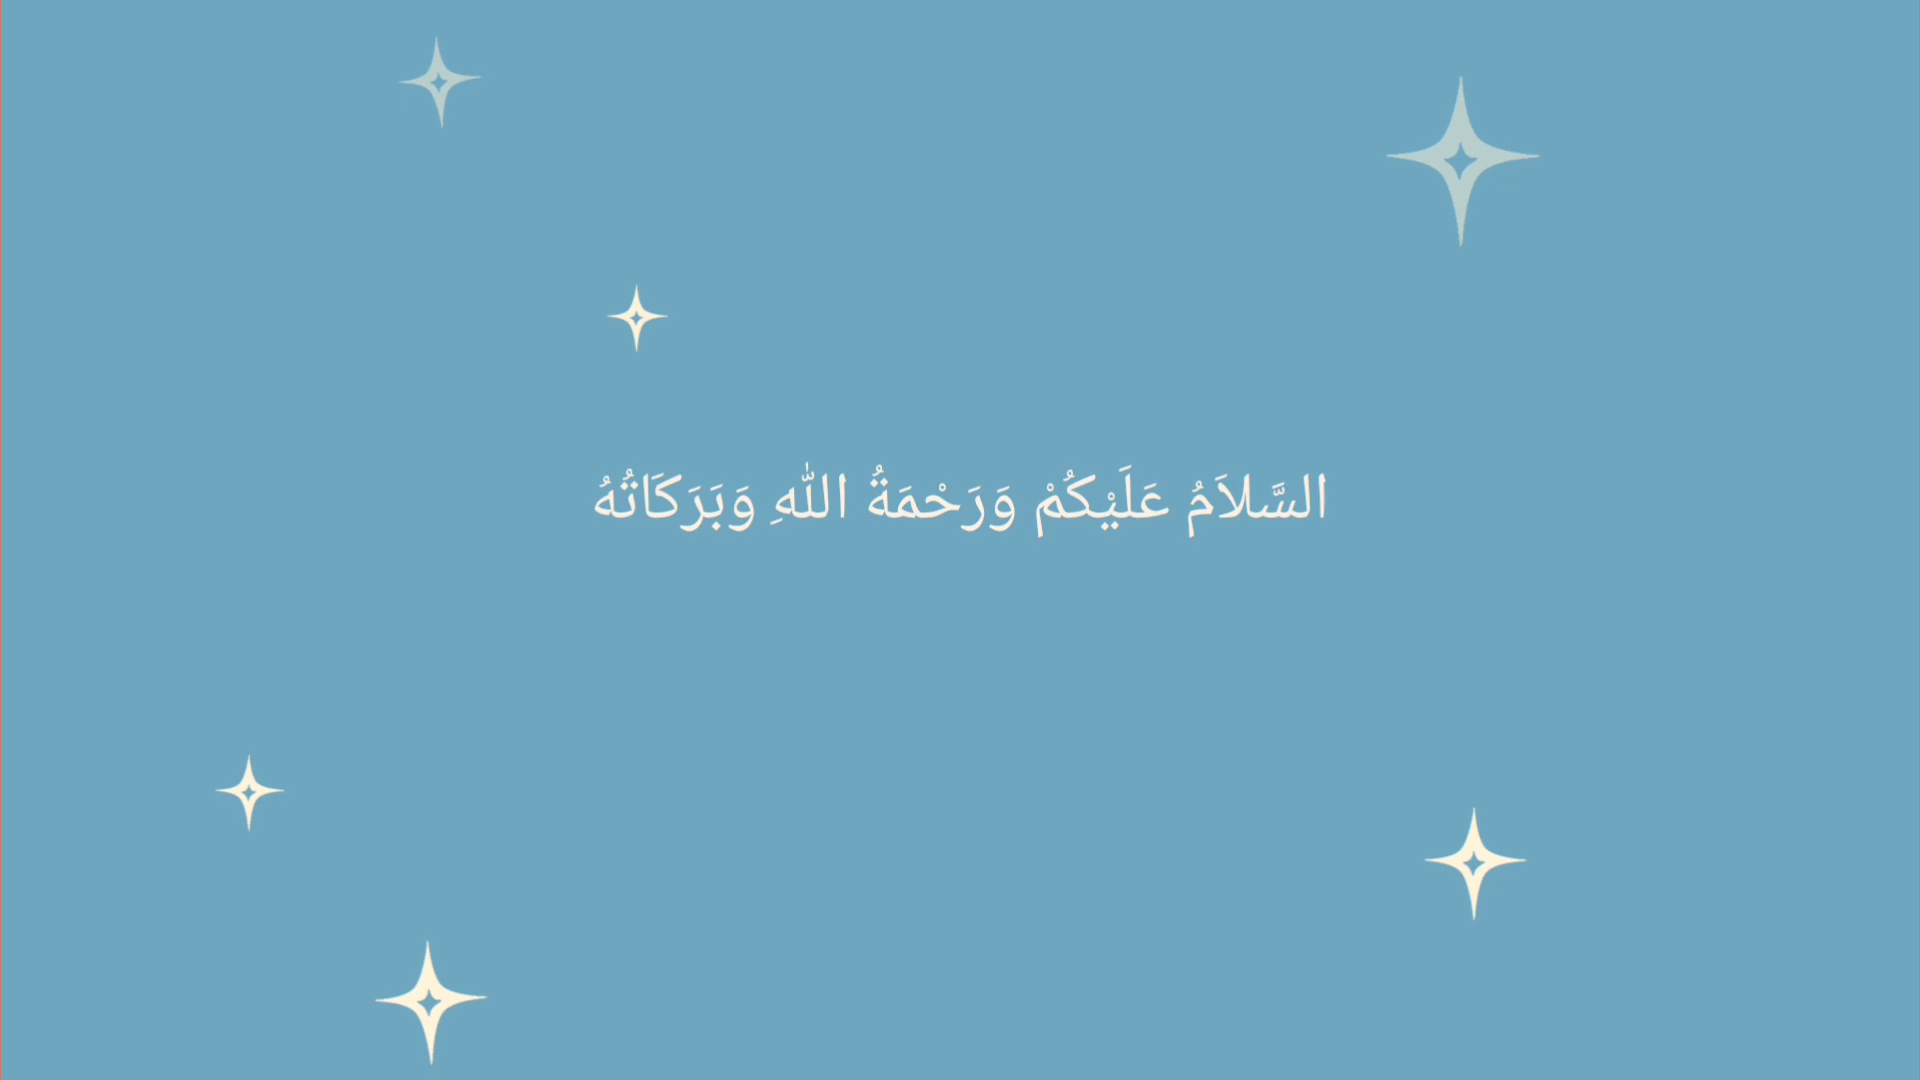 السَّلاَمُ عَلَيْكُمْ وَرَحْمَةُ اللّٰهِ وَبَرَكَاتُهُ